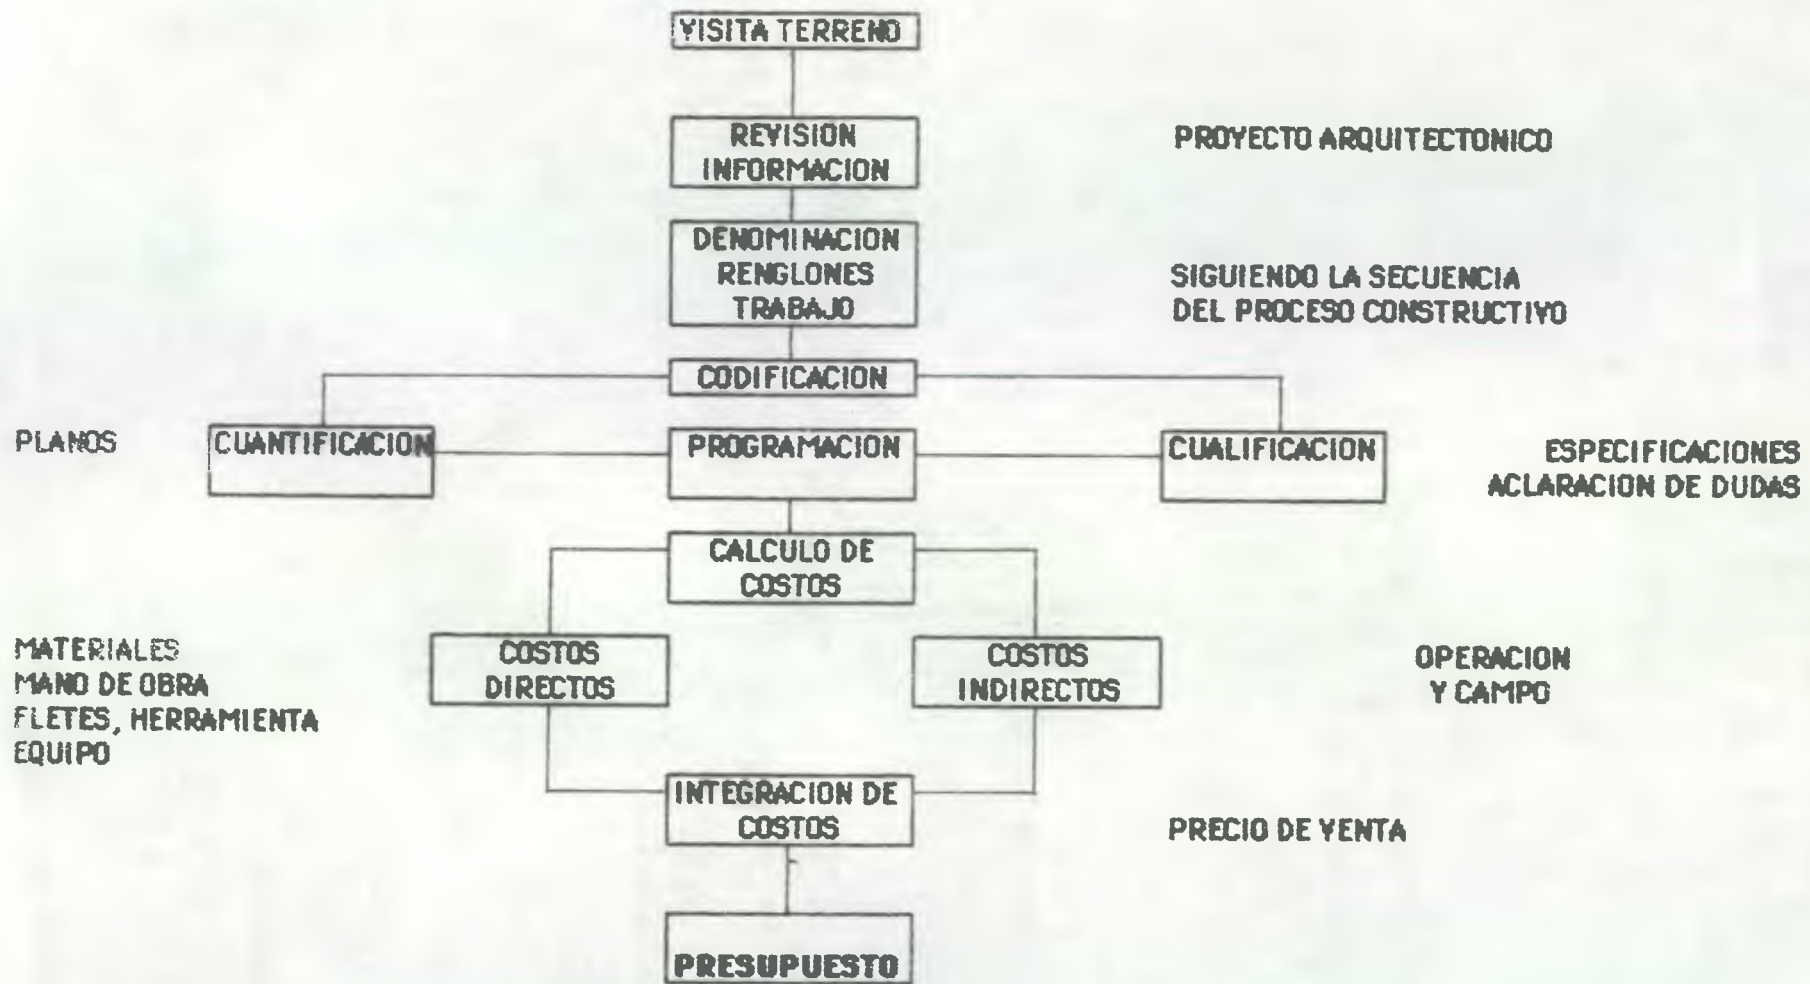 VISITA TERRENO
REVISION
INFORMACION
PROYECTO ARQUITECTONICO
DENOMINACION
RENGLONES
TRABAJO
SIGUIENDO LA SECUENCIA
DEL PROCESO CONSTRUCTIVO
CODIFICACION
PLANOS
CUANTIFICACION
PROGRAMACION
CUALIFICACION
ESPECIFICACIONES
ACLARACION DE DUDAS
CALCULO DE
COSTOS
MATERIALES
MANO DE OBRA
FLETES, HERRAMIENTA
EQUIPO
COSTOS
DIRECTOS
COSTOS
INDIRECTOS
OPERACION
Y CAMPO
INTEGRACION DE
COSTOS
PRECIO DE VENTA
PRESUPUESTO